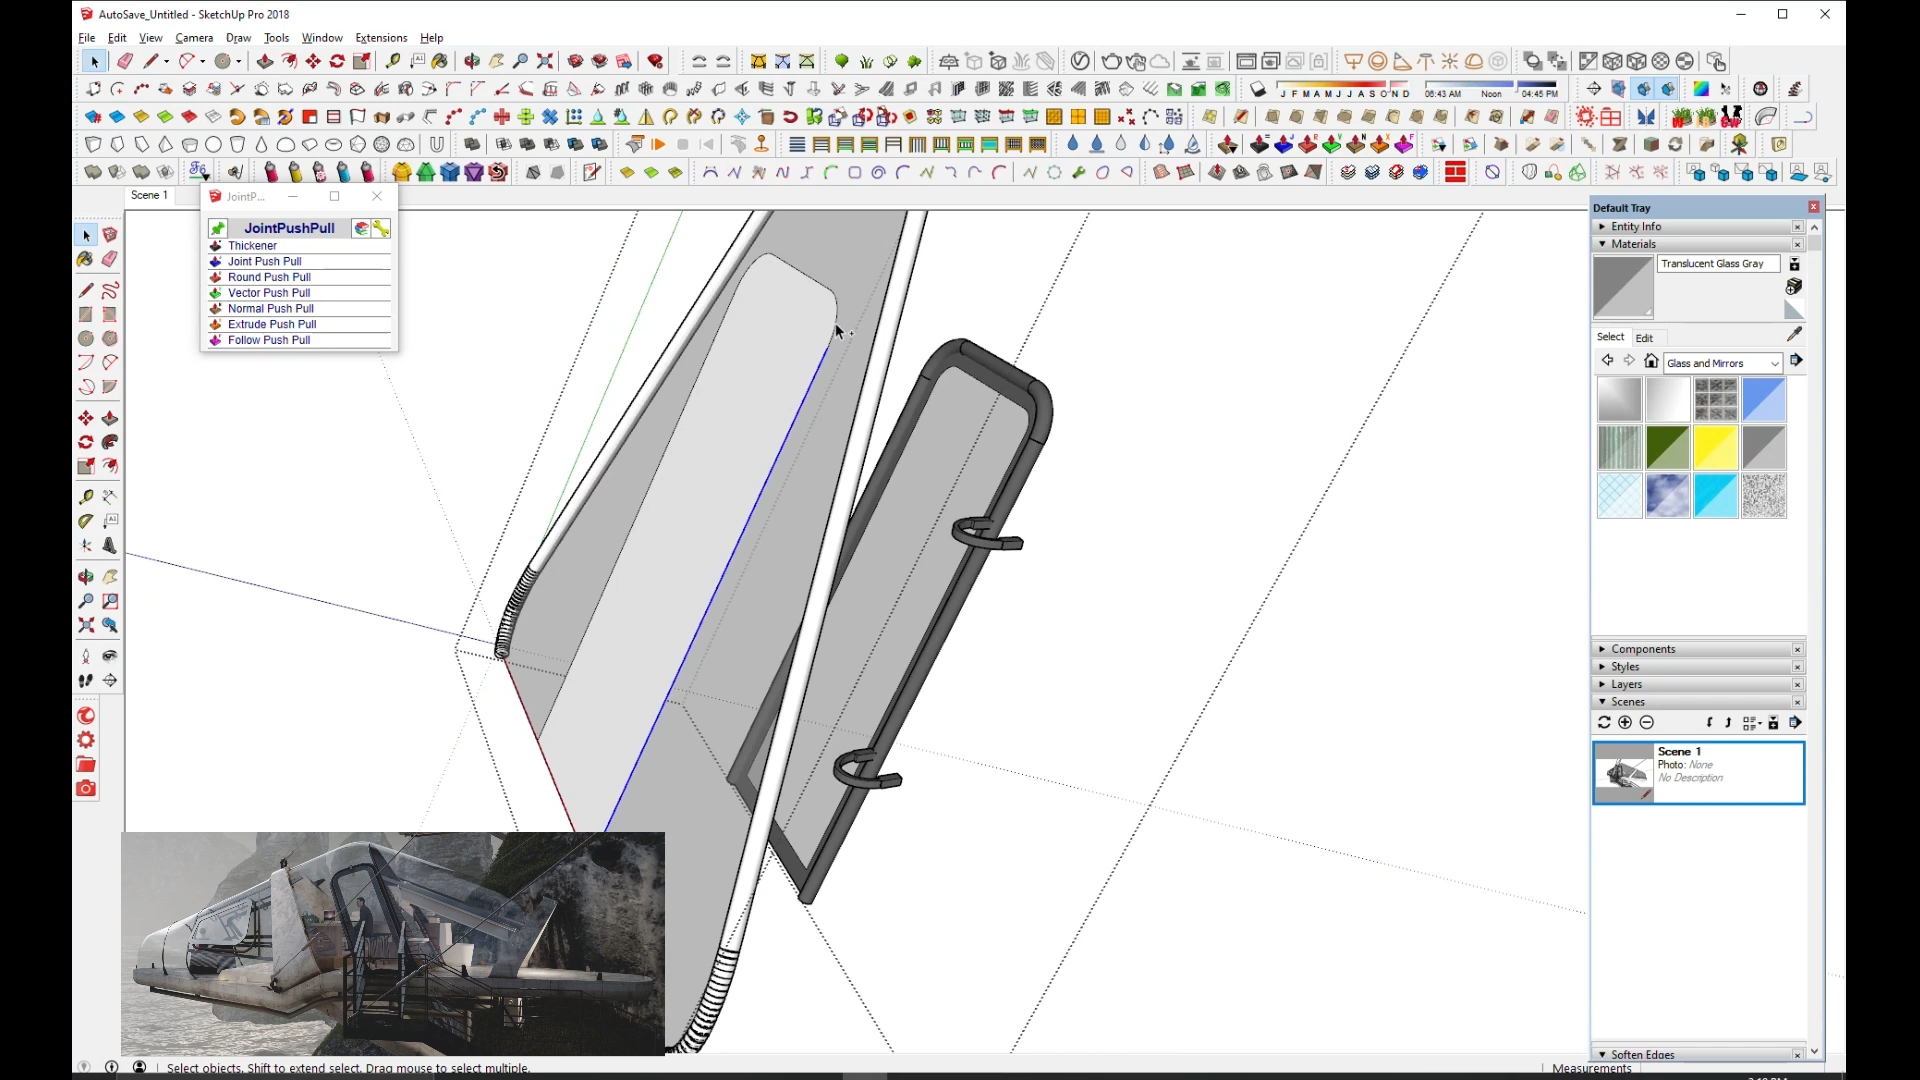 AutoSave_Untitled - SketchUp Pro 2018
File Edit View Camera Draw Tools Window Extensions Help
J F M A M J J A S O N D 06:43 AM Noon 04:45 PM
Scene 1
JointP...
JointPushPull
Thickener
Joint Push Pull
Round Push Pull
Vector Push Pull
Normal Push Pull
Extrude Push Pull
Follow Push Pull
Default Tray
Entity Info
Materials
Translucent Glass Gray
Select Edit
Glass and Mirrors
Components
Styles
Layers
Scenes
Scene 1
Photo: None
No Description
Soften Edges
Select objects. Shift to extend select. Drag mouse to select multiple.
Measurements